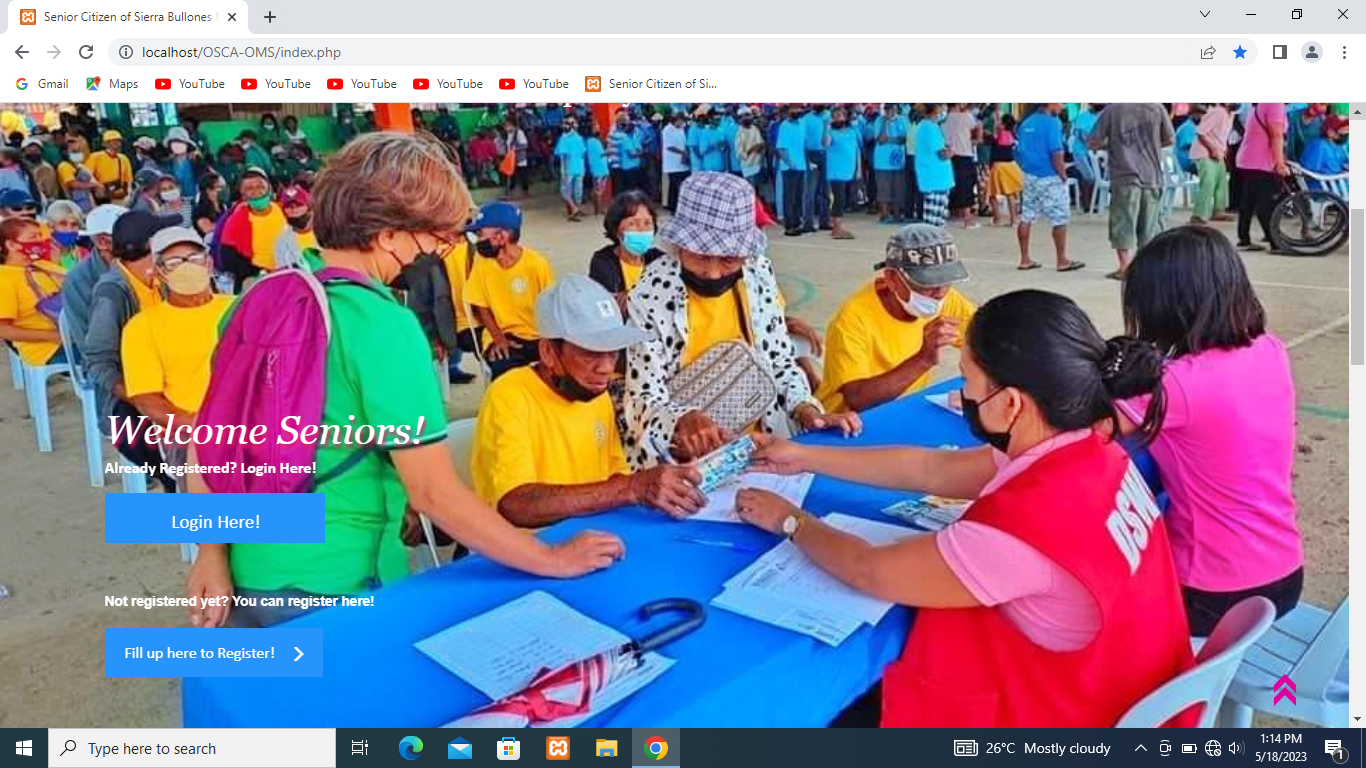 Senior Citizen of Sierra Bullones
localhost/OSCA-OMS/index.php
Gmail
Maps
YouTube
YouTube
YouTube
YouTube
YouTube
Senior Citizen of Si...
Welcome Seniors!
Already Registered? Login Here!
Login Here!
Not registered yet? You can register here!
Fill up here to Register!
Type here to search
26°C Mostly cloudy
1:14 PM
5/18/2023
1